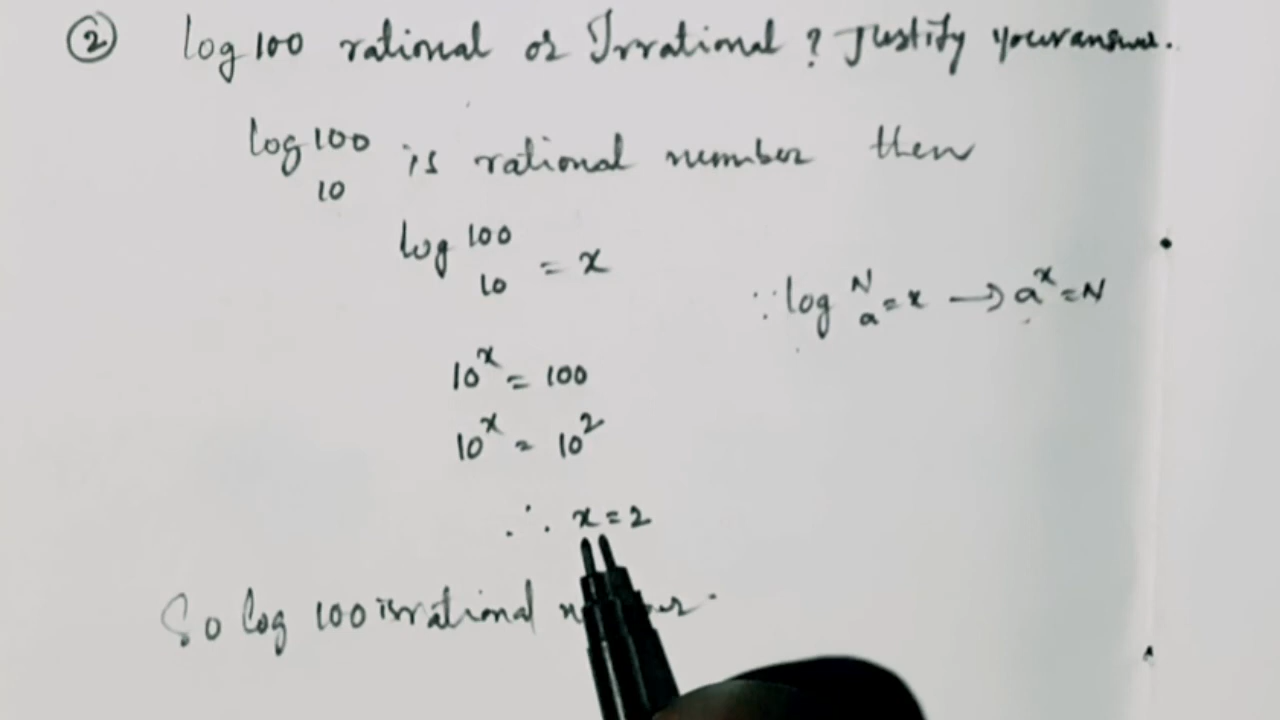 ② log 100 rational or Irrational ? Justify your answer.
log 100 10 is rational number then
log 100 10 = x
∵ log N a = x → a^x = N
10^x = 100
10^x = 10^2
∴ x = 2
So log 100 is rational